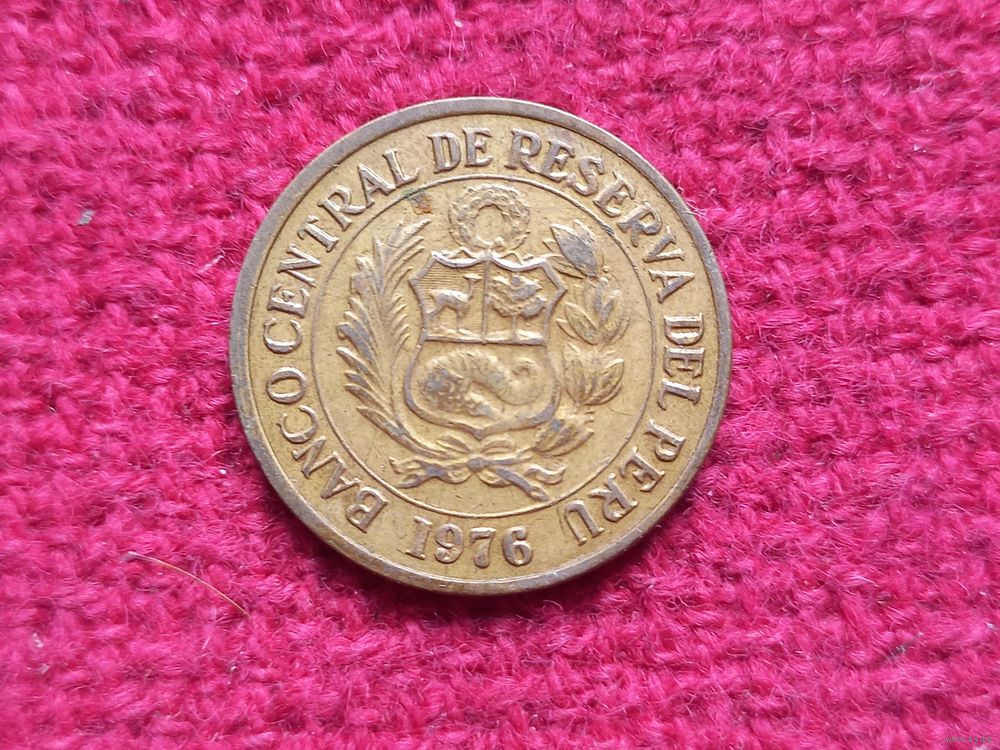 BANCO CENTRAL DE RESERVA DEL PERU
1976